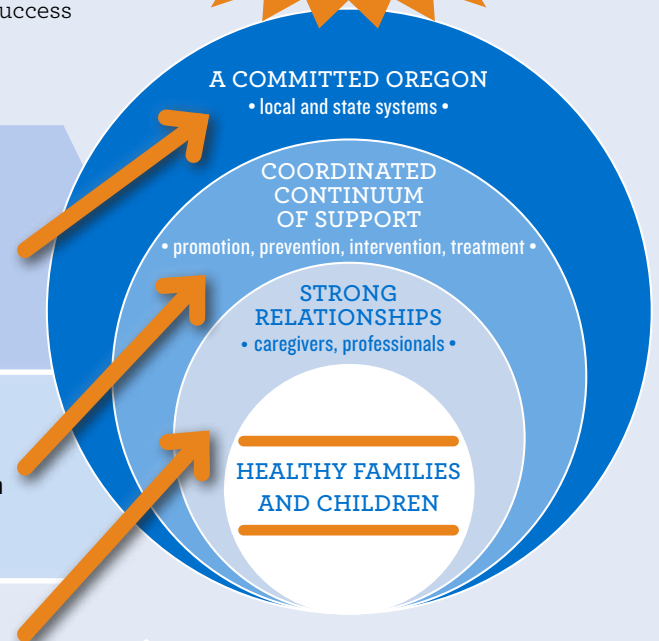 A COMMITTED OREGON
• local and state systems •
COORDINATED
CONTINUUM
OF SUPPORT
• promotion, prevention, intervention, treatment •
STRONG
RELATIONSHIPS
• caregivers, professionals •
HEALTHY FAMILIES
AND CHILDREN